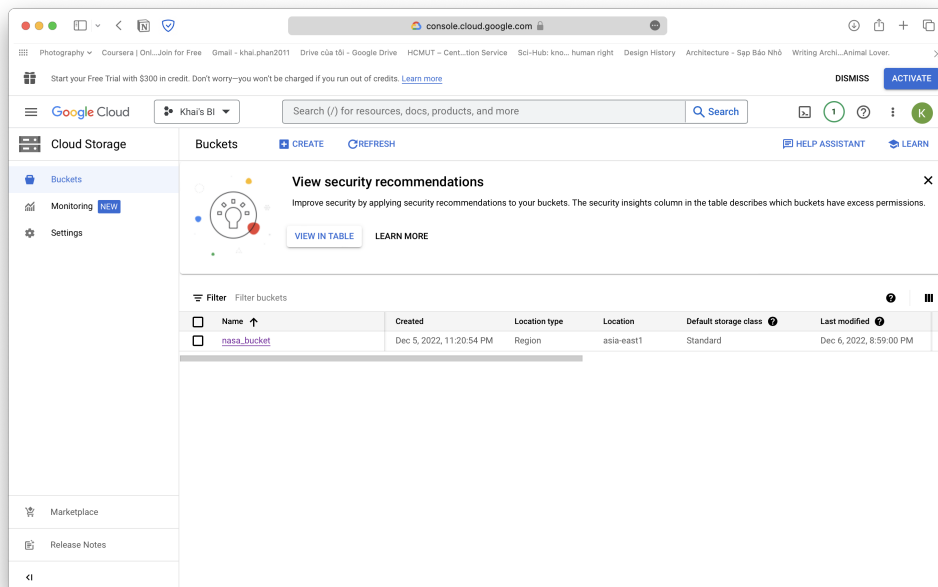 console.cloud.google.com
Photography Coursera | Onl...Join for Free Gmail - khai.phan2011 Drive của tôi - Google Drive HCMUT – Cent...tion Service Sci-Hub: kno... human right Design History Architecture - Sạp Báo Nhỏ Writing Archi...Animal Lover.
Start your Free Trial with $300 in credit. Don't worry—you won't be charged if you run out of credits. Learn more DISMISS ACTIVATE
Google Cloud Khai's BI Search (/) for resources, docs, products, and more Search 1 K
Cloud Storage Buckets CREATE REFRESH HELP ASSISTANT LEARN
Buckets
Monitoring NEW
Settings
View security recommendations
Improve security by applying security recommendations to your buckets. The security insights column in the table describes which buckets have excess permissions.
VIEW IN TABLE LEARN MORE
Filter Filter buckets
Name Created Location type Location Default storage class Last modified
nasa_bucket Dec 5, 2022, 11:20:54 PM Region asia-east1 Standard Dec 6, 2022, 8:59:00 PM
Marketplace
Release Notes